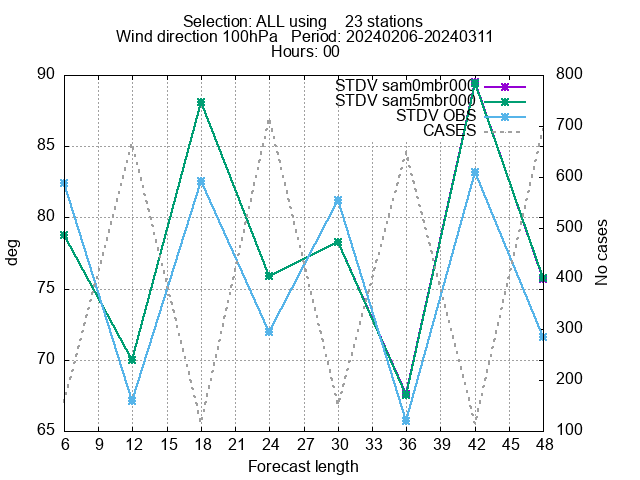 Selection: ALL using 23 stations
Wind direction 100hPa Period: 20240206-20240311
Hours: 00
STDV sam0mbr000
STDV sam5mbr000
STDV OBS
CASES
90
85
80
75
70
65
deg
800
700
600
500
400
300
200
100
No cases
6 9 12 15 18 21 24 27 30 33 36 39 42 45 48
Forecast length